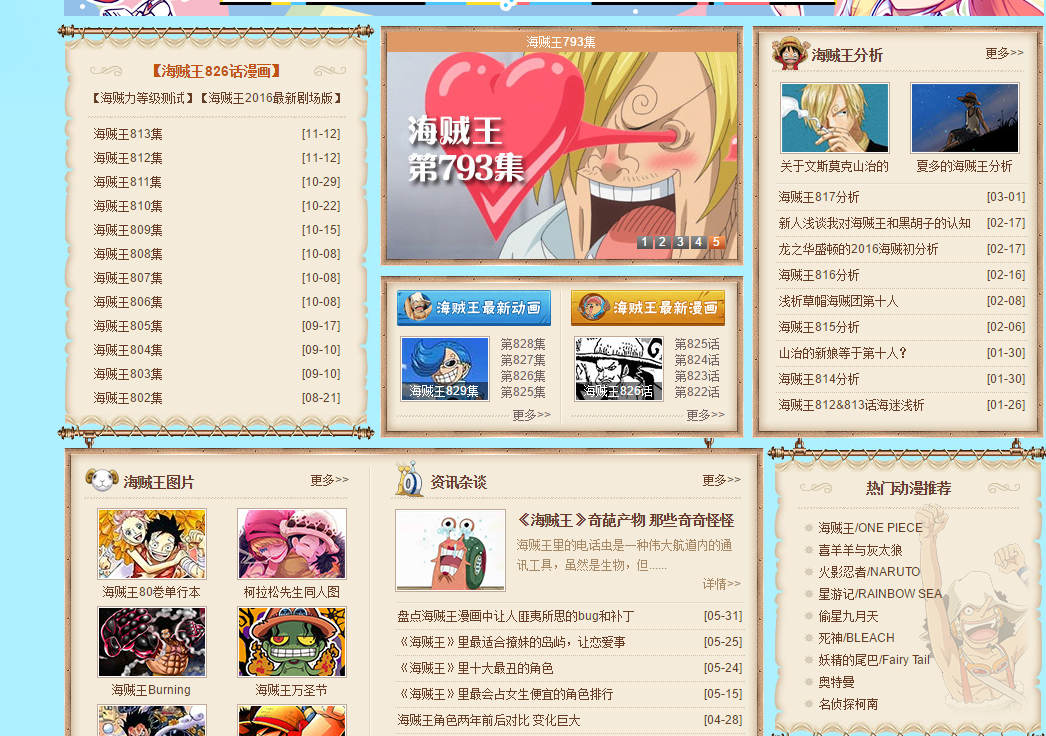 【海贼王826话漫画】
【海贼力等级测试】【海贼王2016最新剧场版】
海贼王813集 [11-12]
海贼王812集 [11-12]
海贼王811集 [10-29]
海贼王810集 [10-22]
海贼王809集 [10-15]
海贼王808集 [10-08]
海贼王807集 [10-08]
海贼王806集 [10-08]
海贼王805集 [09-17]
海贼王804集 [09-10]
海贼王803集 [09-10]
海贼王802集 [08-21]
海贼王793集
海贼王
第793集
1 2 3 4 5
海贼王最新动画
第828集
第827集
第826集
第825集
海贼王829集
更多>>
海贼王最新漫画
第825话
第824话
第823话
第822话
海贼王826话
更多>>
海贼王分析 更多>>
关于文斯莫克山治的 夏多的海贼王分析
海贼王817分析 [03-01]
新人浅谈我对海贼王和黑胡子的认知 [02-17]
龙之华盛顿的2016海贼初分析 [02-17]
海贼王816分析 [02-16]
浅析草帽海贼团第十人 [02-08]
海贼王815分析 [02-06]
山治的新娘等于第十人？ [01-30]
海贼王814分析 [01-30]
海贼王812&813话海迷浅析 [01-26]
海贼王图片 更多>>
海贼王80卷单行本 柯拉松先生同人图
海贼王Burning 海贼王万圣节
资讯杂谈 更多>>
《海贼王》奇葩产物 那些奇奇怪怪
海贼王里的电话虫是一种伟大航道内的通
讯工具，虽然是生物，但......
详情>>
盘点海贼王漫画中让人匪夷所思的bug和补丁 [05-31]
《海贼王》里最适合撩妹的岛屿，让恋爱事 [05-25]
《海贼王》里十大最丑的角色 [05-24]
《海贼王》里最会占女生便宜的角色排行 [05-15]
海贼王角色两年前后对比 变化巨大 [04-28]
热门动漫推荐
海贼王/ONE PIECE
喜羊羊与灰太狼
火影忍者/NARUTO
星游记/RAINBOW SEA
偷星九月天
死神/BLEACH
妖精的尾巴/Fairy Tail
奥特曼
名侦探柯南